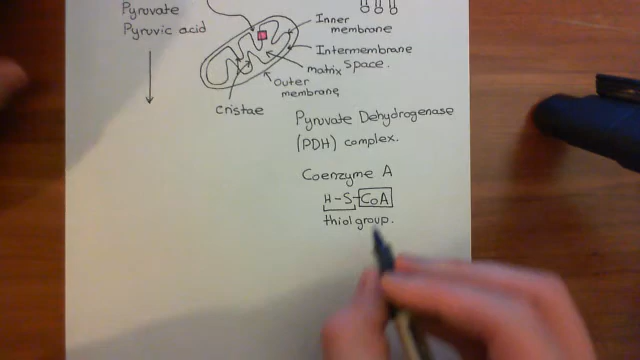 Pyruvate
Pyruvic acid
Inner
membrane
Intermembrane
space.
matrix
Outer
membrane
Cristae
Pyruvate Dehydrogenase
(PDH) complex.
Coenzyme A
H-S-CoA
thiol group.